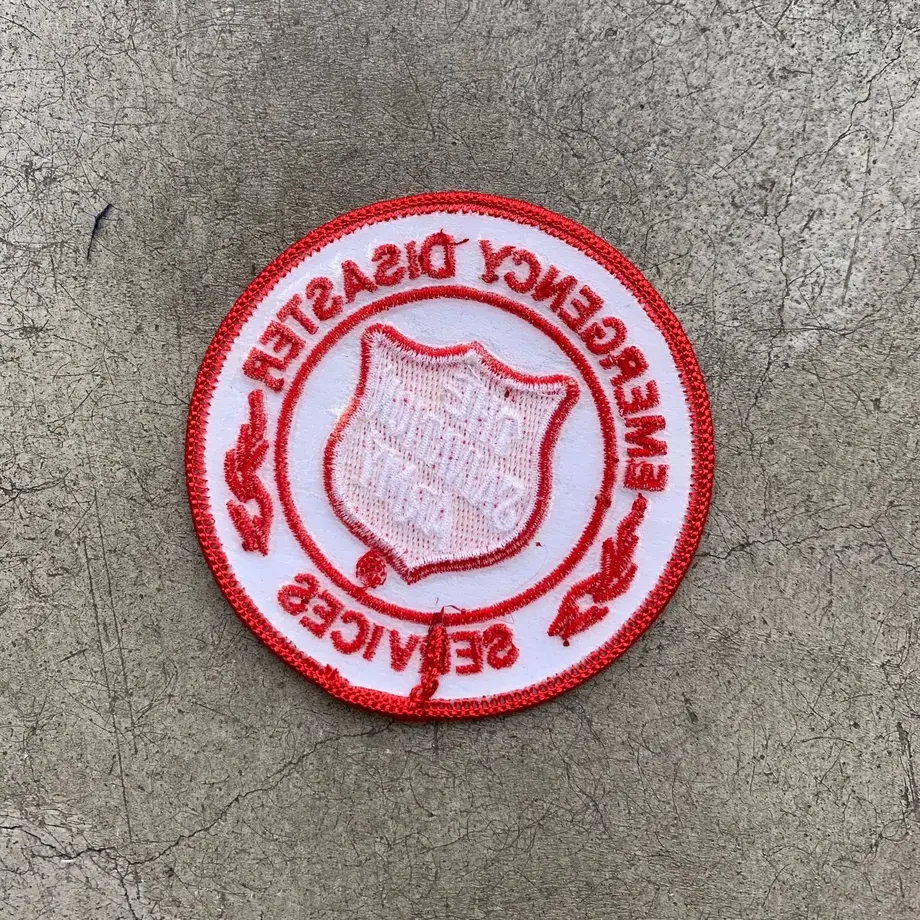 EMERGENCY DISASTER
SERVICES
The
Salvation
Army